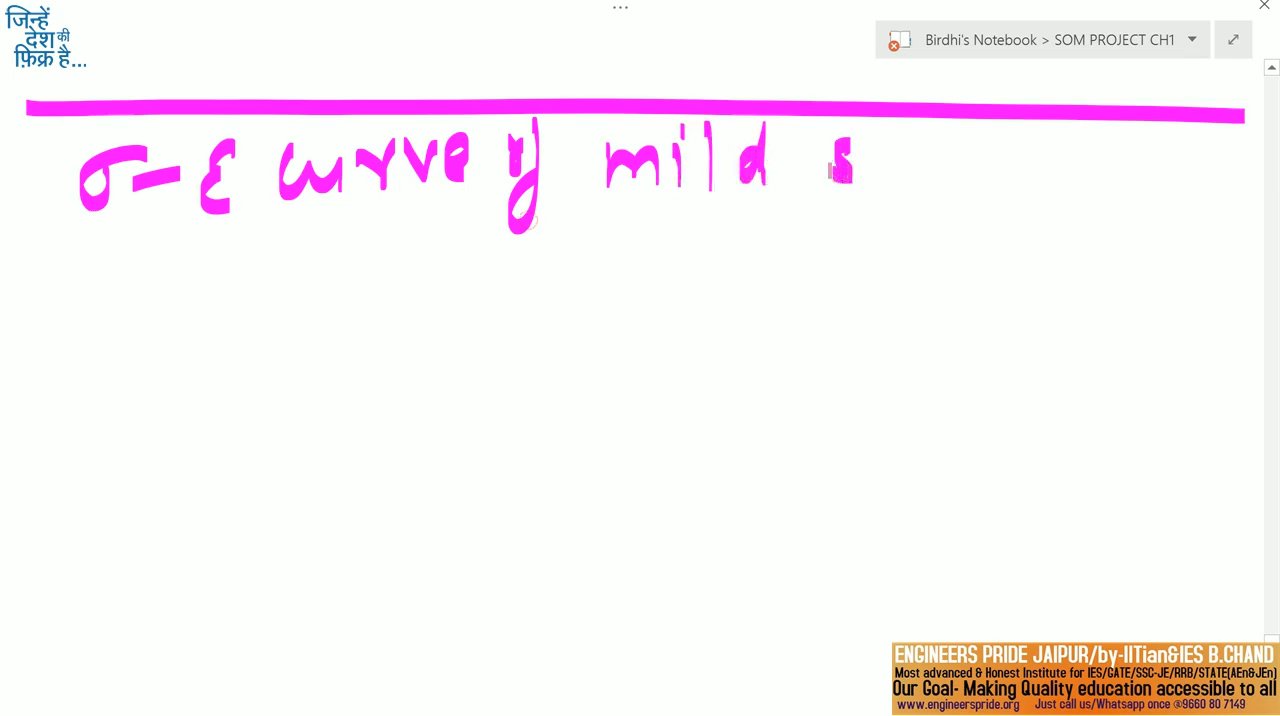 जिन्हें
देश की
फ़िक्र है...
Birdhi's Notebook > SOM PROJECT CH1
σ-ε curve of mild s
ENGINEERS PRIDE JAIPUR/by-IITian&IES B.CHAND
Most advanced & Honest Institute for IES/GATE/SSC-JE/RRB/STATE(AEn&JEn)
Our Goal- Making Quality education accessible to all
www.engineerspride.org Just call us/Whatsapp once @9660 80 7149